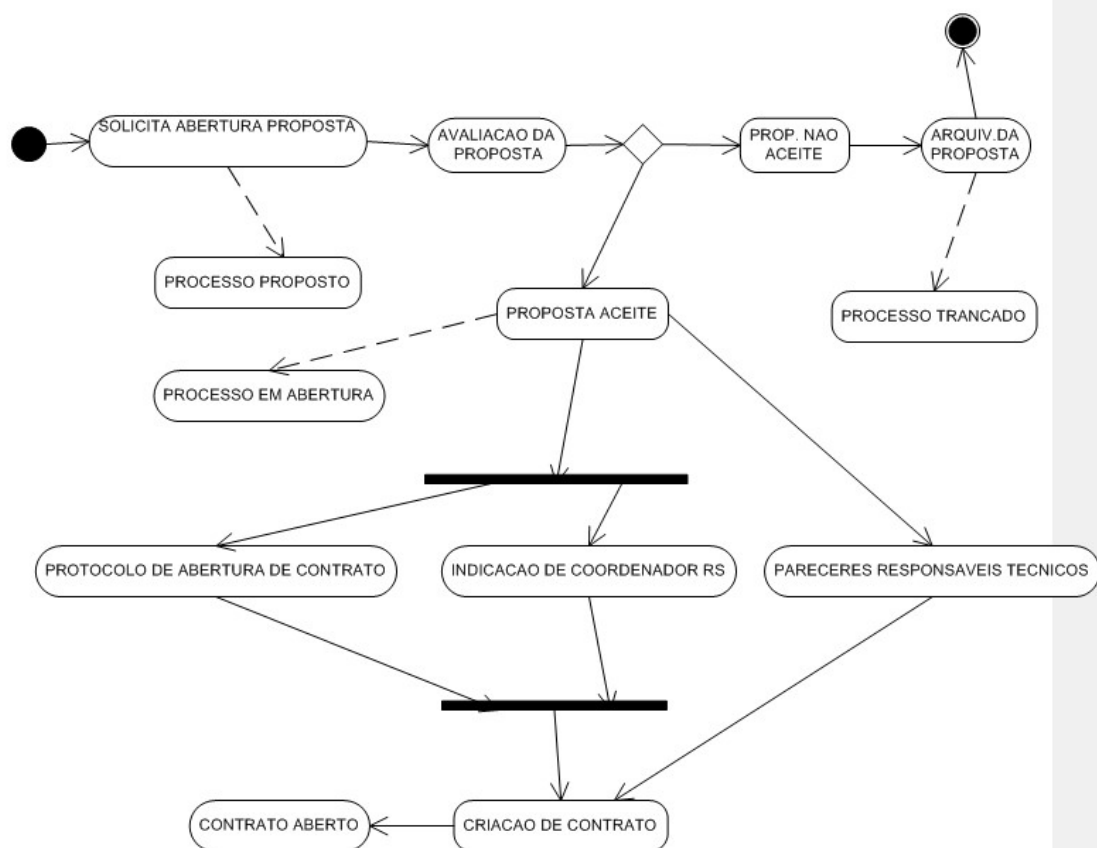 SOLICITA ABERTURA PROPOSTA
AVALIACAO DA
PROPOSTA
PROP. NAO
ACEITE
ARQUIV.DA
PROPOSTA
PROCESSO PROPOSTO
PROPOSTA ACEITE
PROCESSO TRANCADO
PROCESSO EM ABERTURA
PROTOCOLO DE ABERTURA DE CONTRATO
INDICACAO DE COORDENADOR RS
PARECERES RESPONSAVEIS TECNICOS
CONTRATO ABERTO
CRIACAO DE CONTRATO